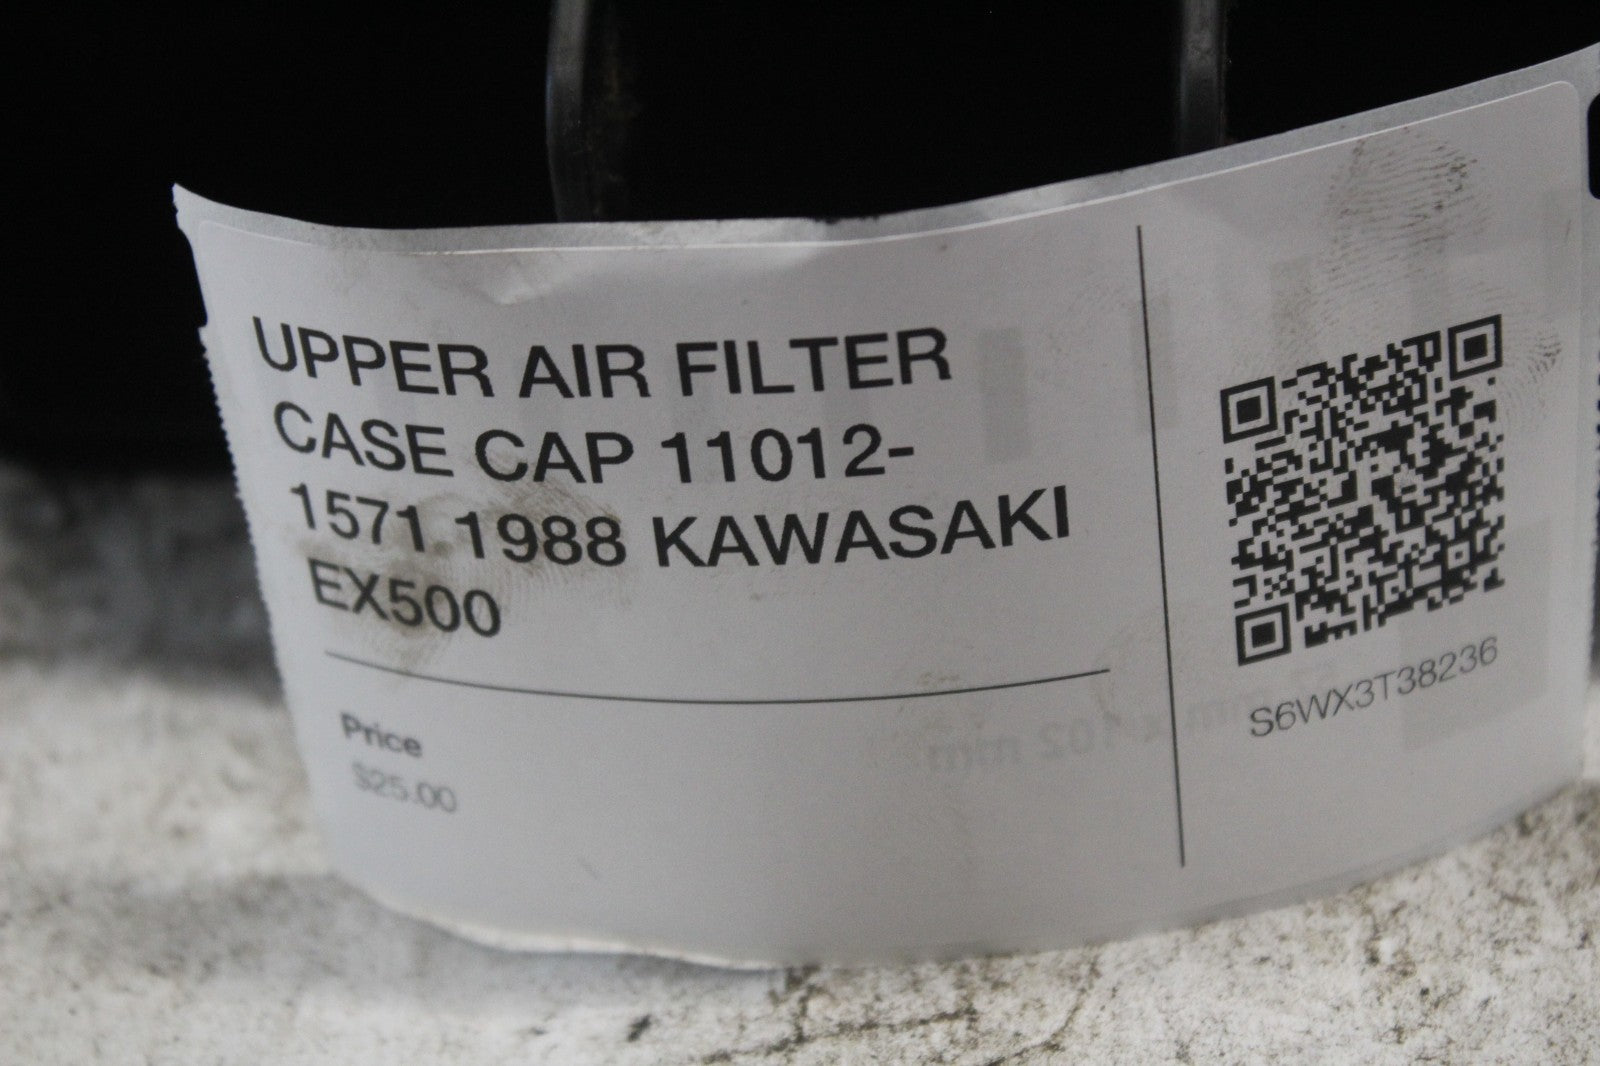 UPPER AIR FILTER
CASE CAP 11012-
1571 1988 KAWASAKI
EX500
Price
$25.00
S6WX3T38236